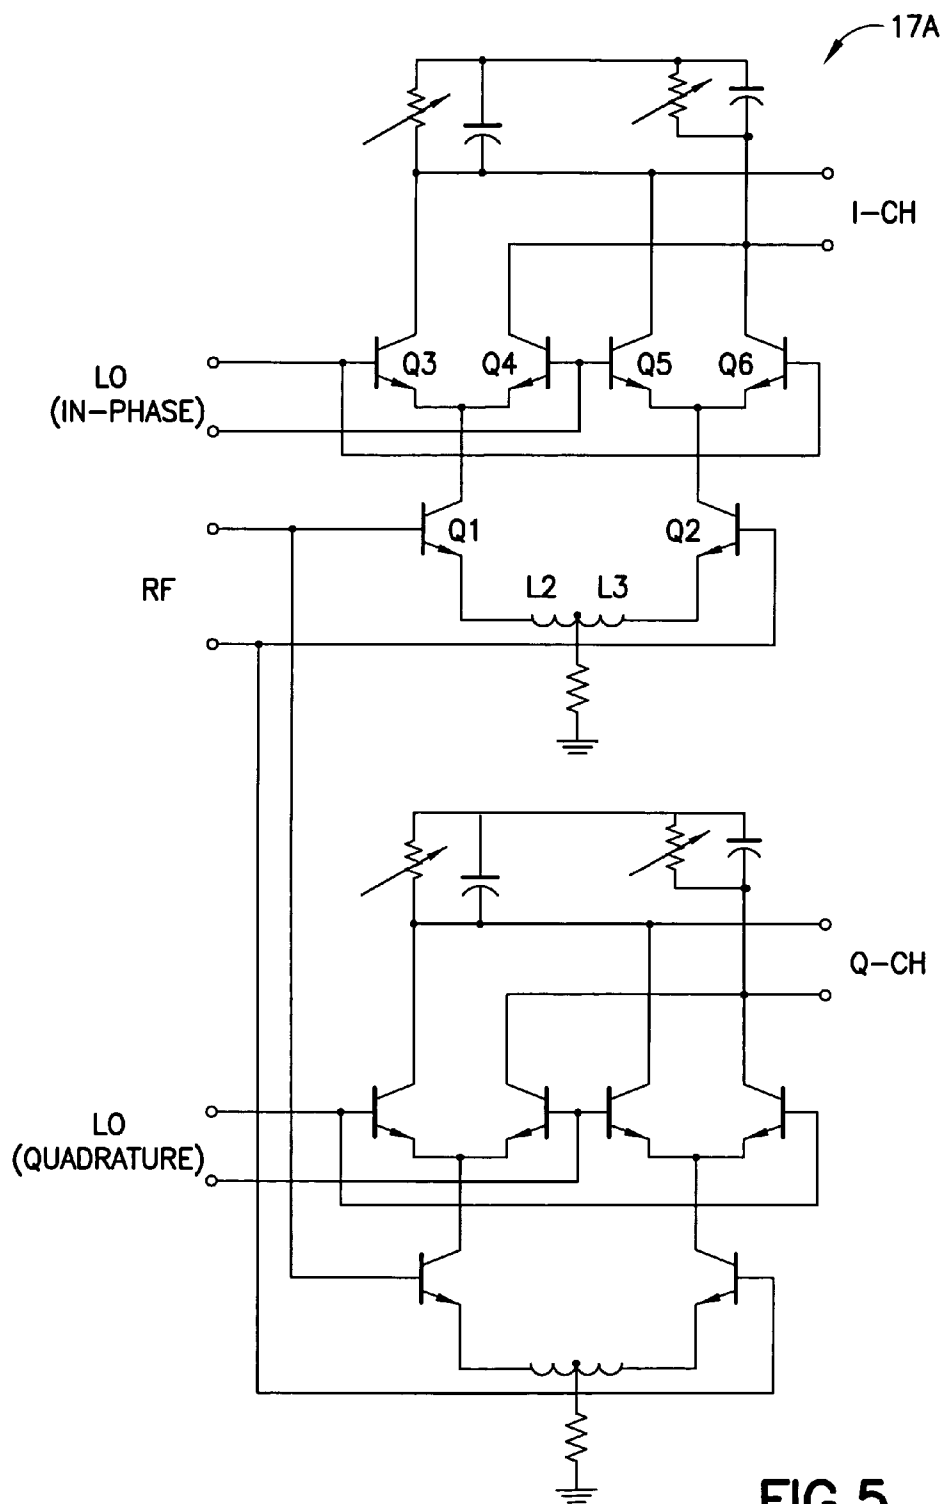 17A
I-CH
Q3 Q4 Q5 Q6
LO
(IN-PHASE)
Q1 Q2
RF
L2 L3
Q-CH
LO
(QUADRATURE)
FIG.5